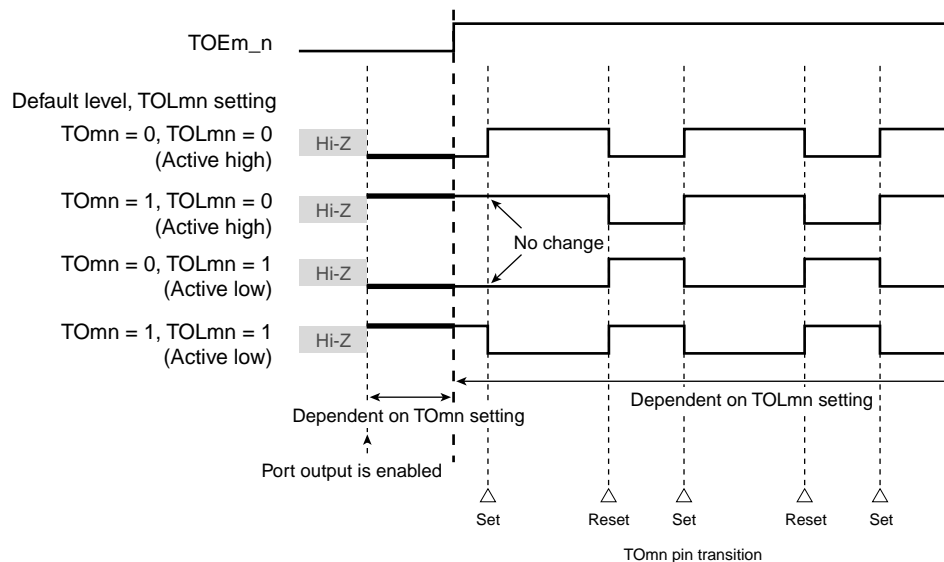 TOEm_n
Default level, TOLmn setting
TOmn = 0, TOLmn = 0
(Active high)
Hi-Z
TOmn = 1, TOLmn = 0
(Active high)
Hi-Z
No change
TOmn = 0, TOLmn = 1
(Active low)
Hi-Z
TOmn = 1, TOLmn = 1
(Active low)
Hi-Z
Dependent on TOmn setting
Dependent on TOLmn setting
Port output is enabled
Set
Reset
Set
Reset
Set
TOmn pin transition